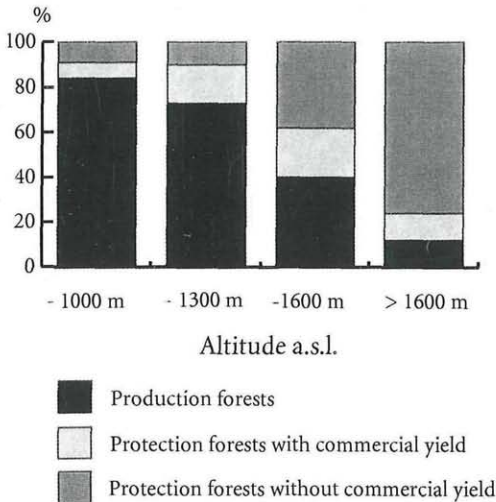 %
100
80
60
40
20
0
- 1000 m - 1300 m -1600 m > 1600 m
Altitude a.s.l.
Production forests
Protection forests with commercial yield
Protection forests without commercial yield